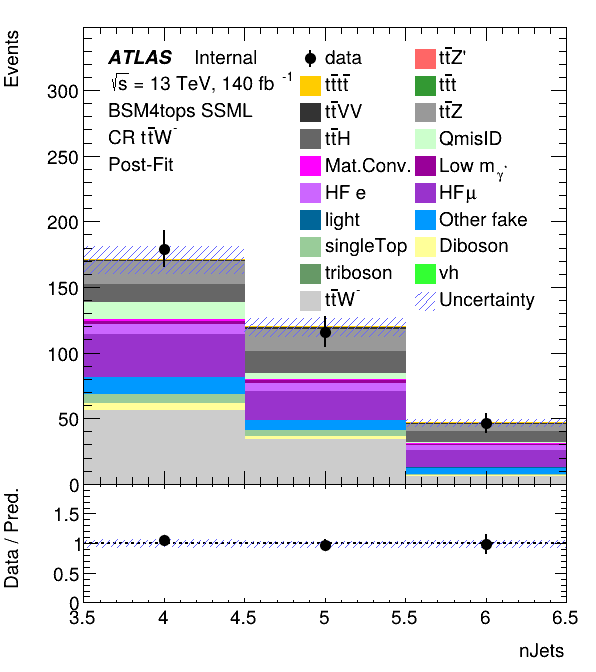 Events
ATLAS Internal
√s = 13 TeV, 140 fb⁻¹
BSM4tops SSML
CR tt̄W⁻
Post-Fit
data
tt̄tt̄
tt̄VV
tt̄H
Mat.Conv.
HF e
light
singleTop
triboson
tt̄W⁻
tt̄Z'
tt̄t
tt̄Z
QmisID
Low m_γ*
HFμ
Other fake
Diboson
vh
Uncertainty
300
250
200
150
100
50
0
Data / Pred.
1.5
1
0.5
0
3.5 4 4.5 5 5.5 6 6.5
nJets